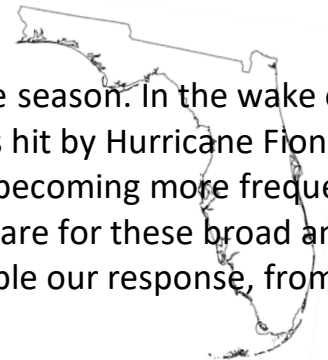 e season. In the wake
s hit by Hurricane Fion
becoming more freque
are for these broad an
ble our response, from